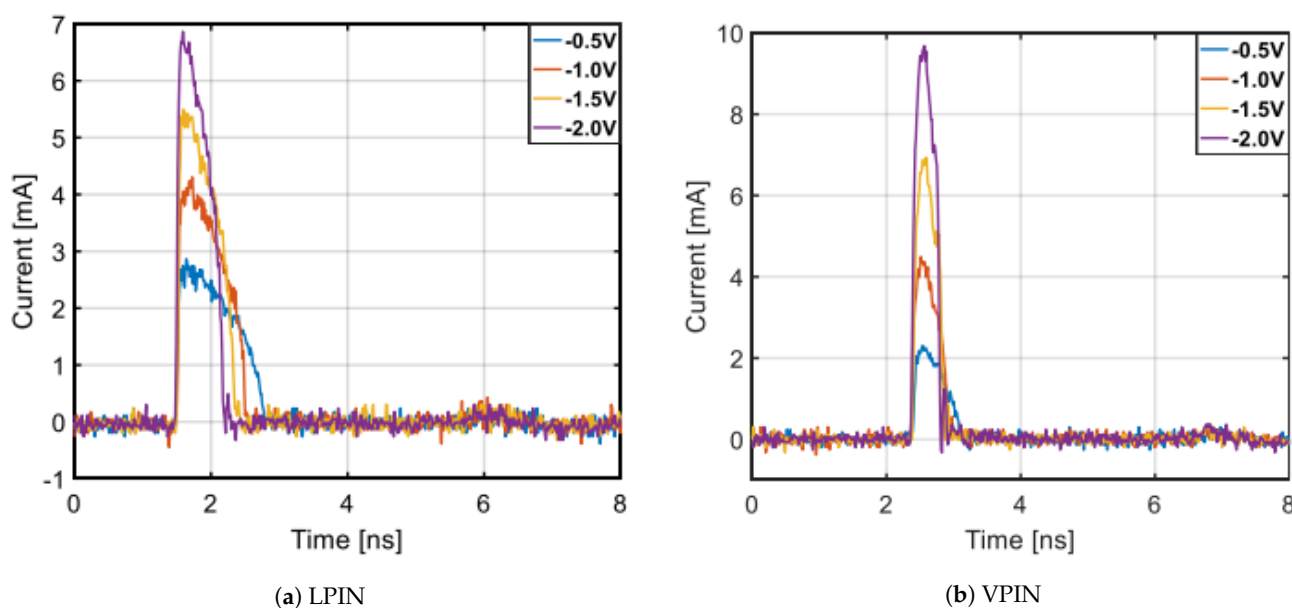 Current [mA]
7
6
5
4
3
2
1
0
-1
0 2 4 6 8
Time [ns]
-0.5V
-1.0V
-1.5V
-2.0V
(a) LPIN
Current [mA]
10
8
6
4
2
0
0 2 4 6 8
Time [ns]
-0.5V
-1.0V
-1.5V
-2.0V
(b) VPIN